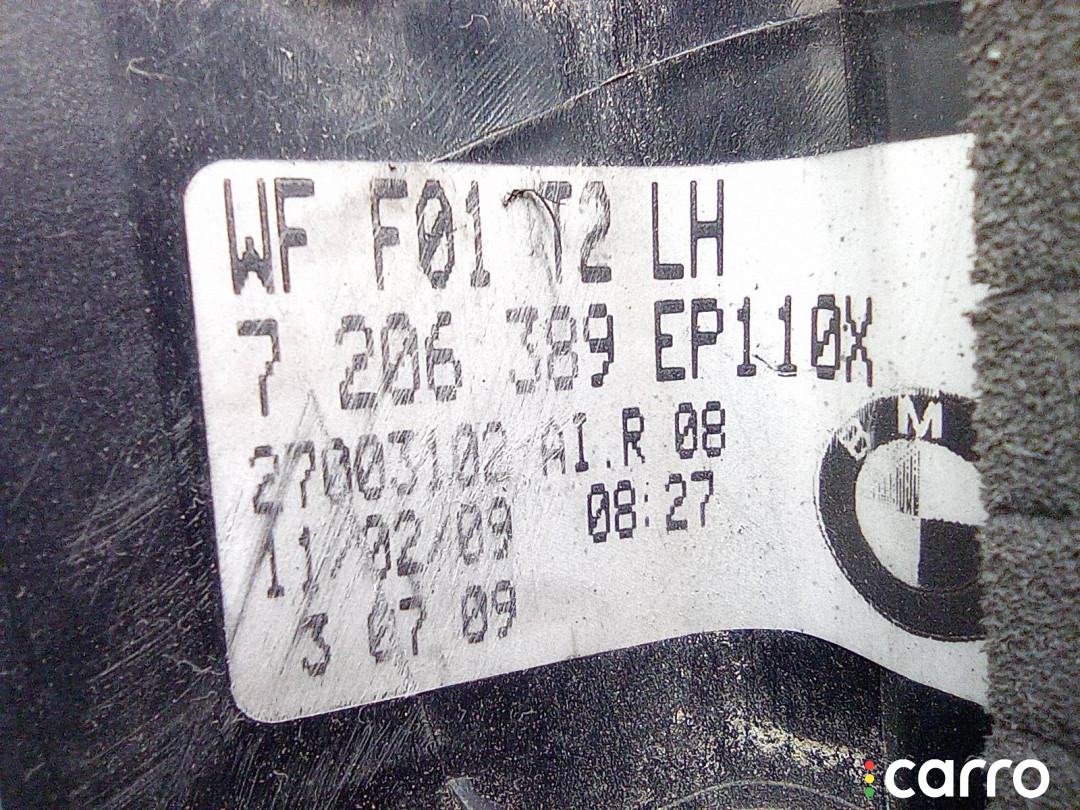 WF F01 T2 LH
7 206 389 EP110X
27003102 AI.R 08
11/02/09 08:27
3 07 09
BM
carro